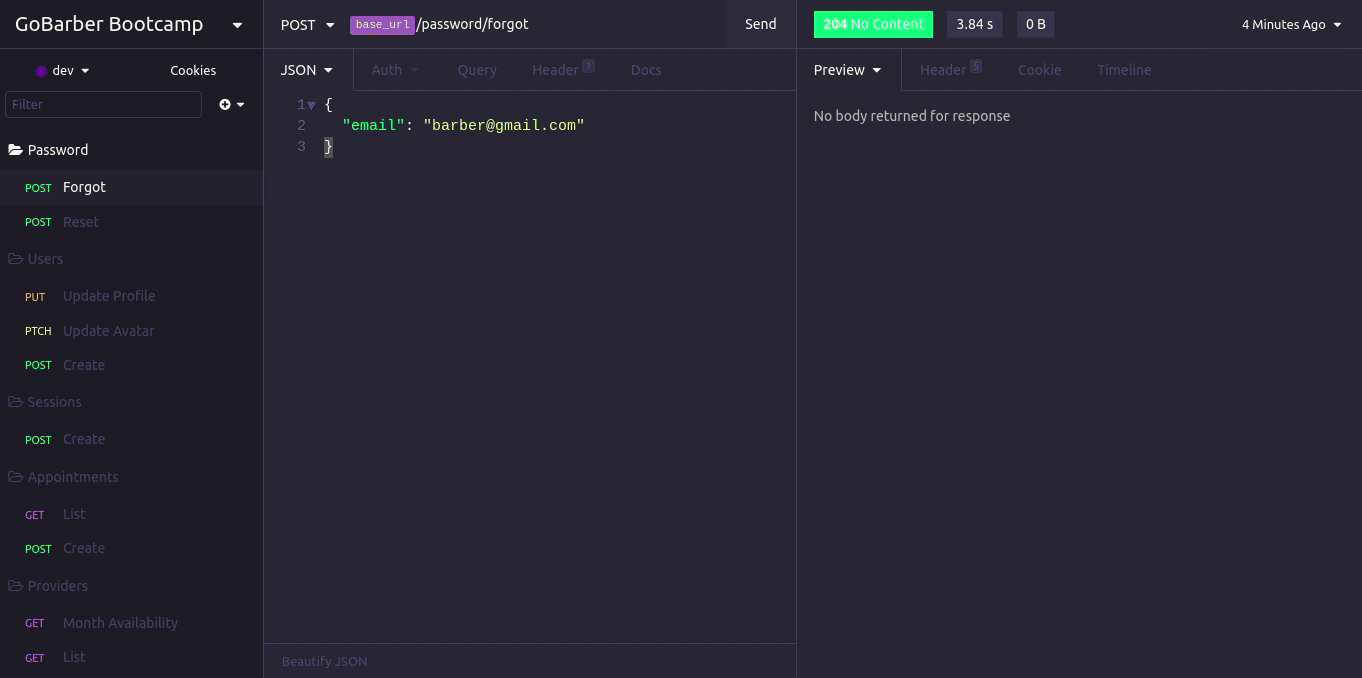 GoBarber Bootcamp
dev
Cookies
Filter
Password
POST Forgot
POST Reset
Users
PUT Update Profile
PTCH Update Avatar
POST Create
Sessions
POST Create
Appointments
GET List
POST Create
Providers
GET Month Availability
GET List
POST base_url/password/forgot Send
JSON Auth Query Header 1 Docs
1 {
2 "email": "barber@gmail.com"
3 }
Beautify JSON
204 No Content 3.84 s 0 B 4 Minutes Ago
Preview Header 5 Cookie Timeline
No body returned for response